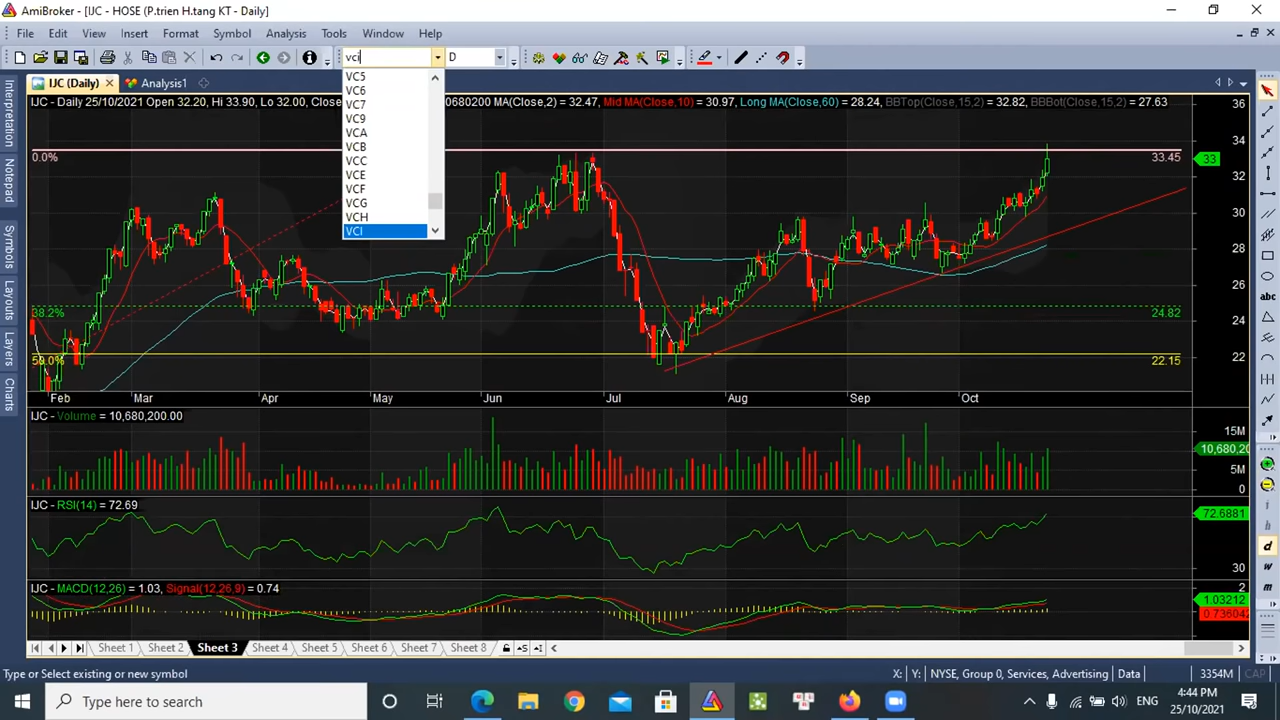 AmiBroker - [IJC - HOSE (P.trien H.tang KT - Daily]
File Edit View Insert Format Symbol Analysis Tools Window Help
vci
D
IJC (Daily) Analysis1
IJC - Daily 25/10/2021 Open 32.20, Hi 33.90, Lo 32.00, Close
0680200 MA(Close,2) = 32.47, Mid MA(Close,10) = 30.97, Long MA(Close,60) = 28.24, BBTop(Close,15,2) = 32.82, BBBot(Close,15,2) = 27.63
VC5
VC6
VC7
VC9
VCA
VCB
VCC
VCE
VCF
VCG
VCH
VCI
Interpretation
Notepad
Symbols
Layouts
Layers
Charts
0.0%
38.2%
50.0%
33.45
24.82
22.15
36
34
33
32
30
28
26
24
22
Feb Mar Apr May Jun Jul Aug Sep Oct
IJC - Volume = 10,680,200.00
15M
10,680,20
5M
0
IJC - RSI(14) = 72.69
72.6881
30
IJC - MACD(12,26) = 1.03, Signal(12,26,9) = 0.74
2
1.03212
0.736042
abc
i
h
d
w
m
Sheet 1 Sheet 2 Sheet 3 Sheet 4 Sheet 5 Sheet 6 Sheet 7 Sheet 8
Type or Select existing or new symbol
X: Y: NYSE, Group 0, Services, Advertising Data 3354M CAP
Type here to search
ENG
4:44 PM
25/10/2021